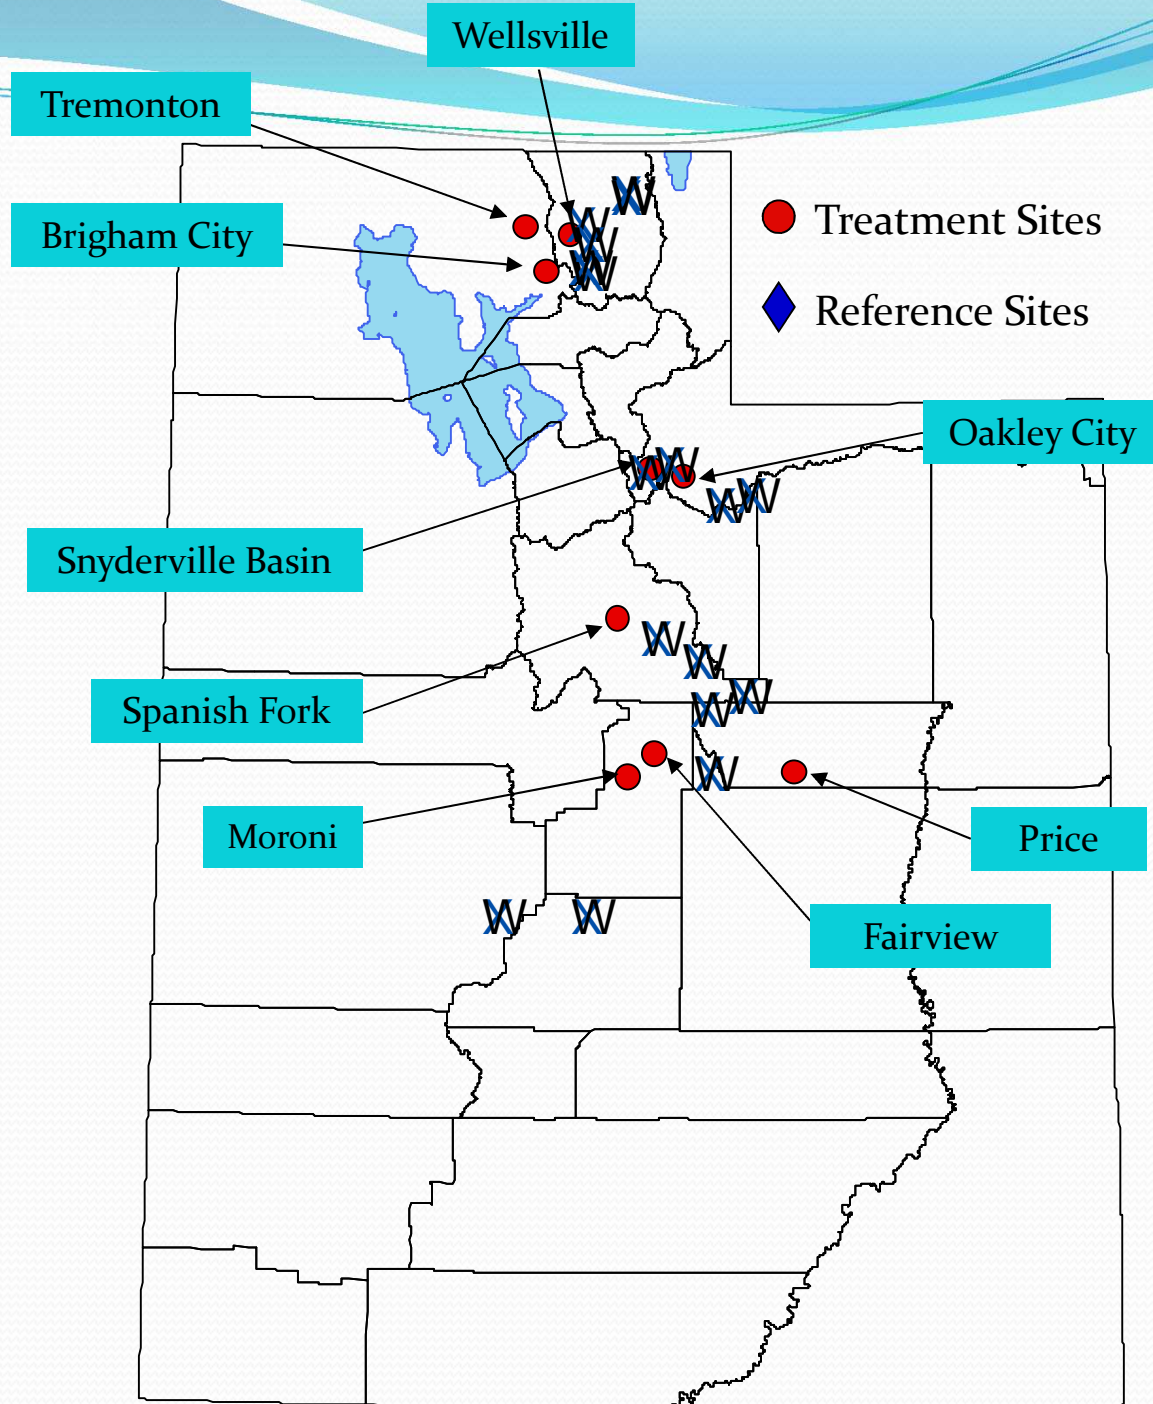 Wellsville
Tremonton
Brigham City
Treatment Sites
Reference Sites
Oakley City
Snyderville Basin
Spanish Fork
Moroni
Price
Fairview